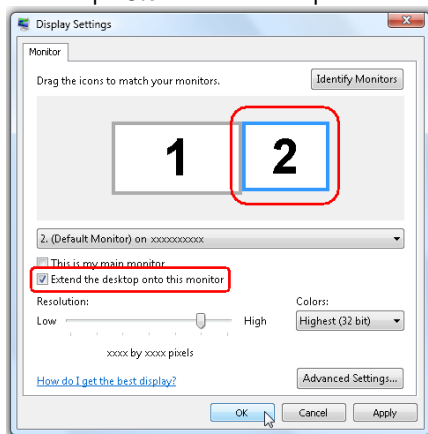 Display Settings
Monitor
Drag the icons to match your monitors.
Identify Monitors
1
2
2. (Default Monitor) on xxxxxxxxxx
This is my main monitor
Extend the desktop onto this monitor
Resolution:
Colors:
Low
High
Highest (32 bit)
xxxx by xxxx pixels
How do I get the best display?
Advanced Settings...
OK
Cancel
Apply